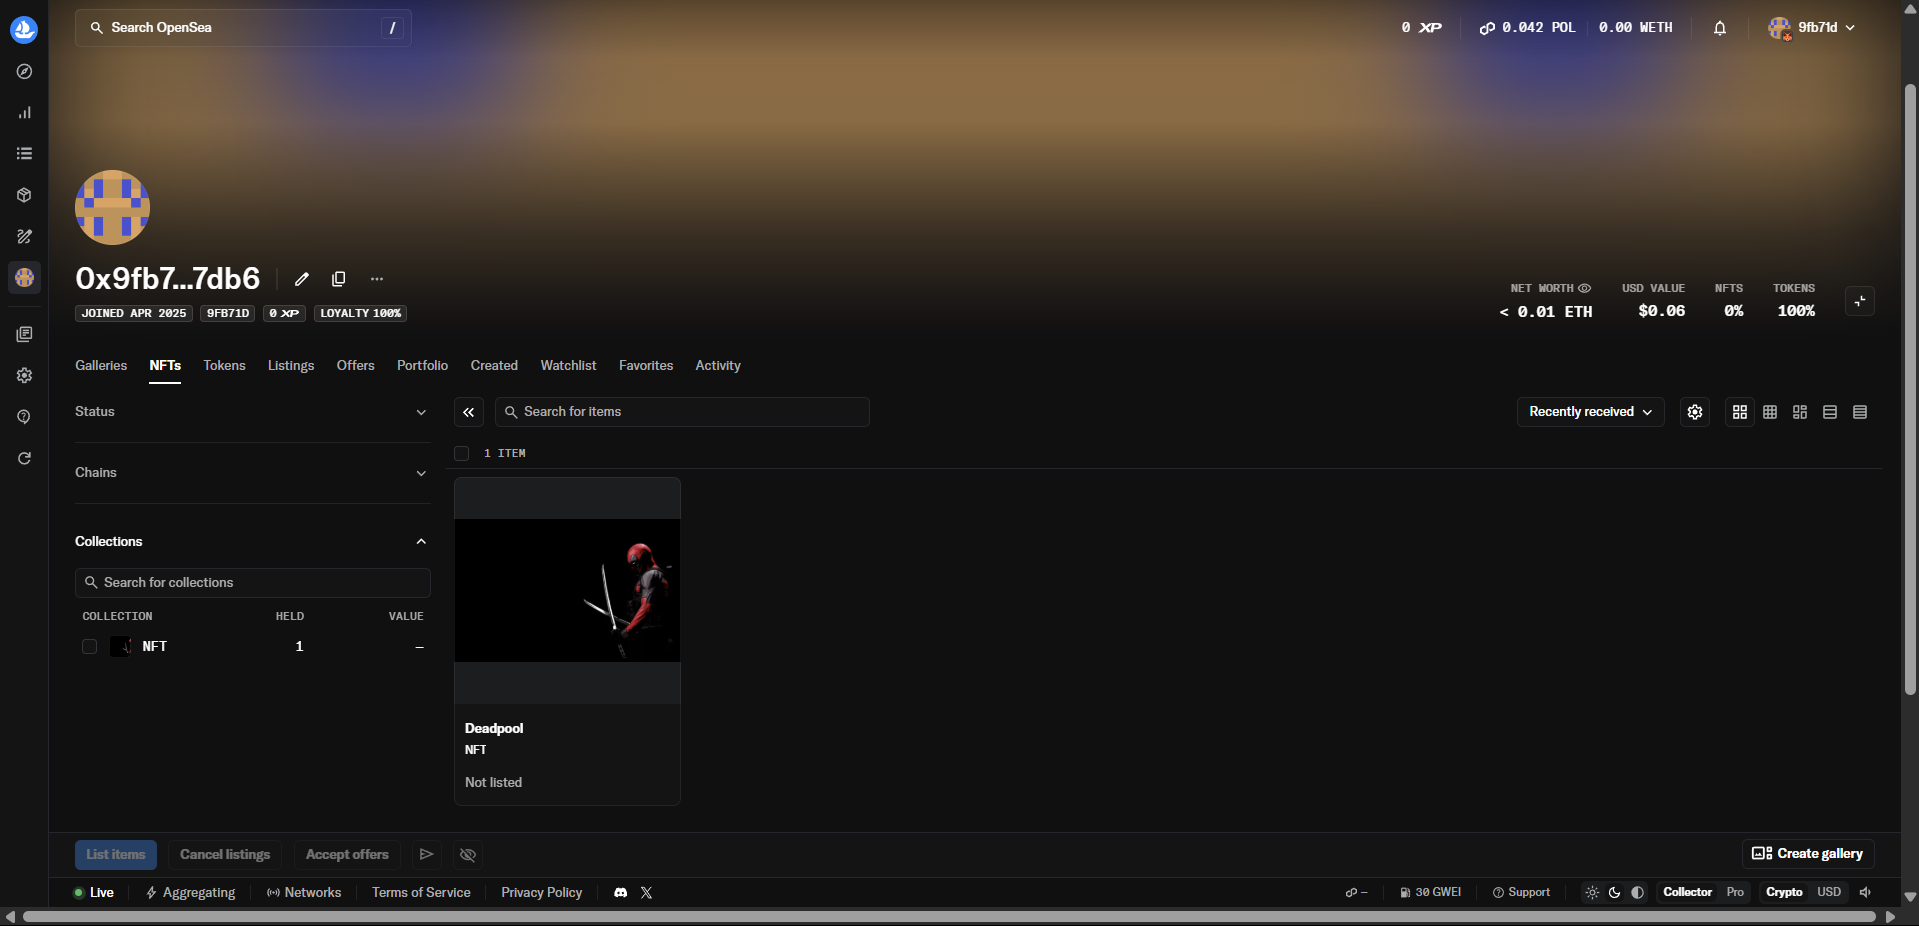 Search OpenSea /
0 XP 0.042 POL 0.00 WETH 9fb71d
0x9fb7...7db6
JOINED APR 2025 9FB71D 0 XP LOYALTY 100%
NET WORTH USD VALUE NFTS TOKENS
< 0.01 ETH $0.06 0% 100%
Galleries NFTs Tokens Listings Offers Portfolio Created Watchlist Favorites Activity
Status
Search for items
Recently received
1 ITEM
Chains
Collections
Search for collections
COLLECTION HELD VALUE
NFT 1 –
Deadpool
NFT
Not listed
List items Cancel listings Accept offers Create gallery
Live Aggregating Networks Terms of Service Privacy Policy X – 30 GWEI Support Collector Pro Crypto USD